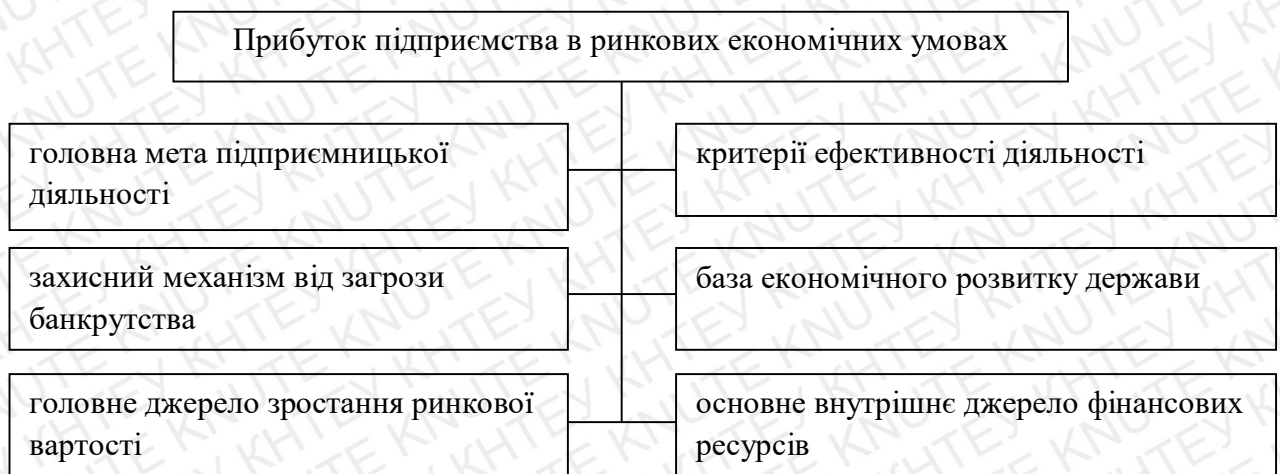 Прибуток підприємства в ринкових економічних умовах
головна мета підприємницької
діяльності
критерії ефективності діяльності
захисний механізм від загрози
банкрутства
база економічного розвитку держави
головне джерело зростання ринкової
вартості
основне внутрішнє джерело фінансових
ресурсів